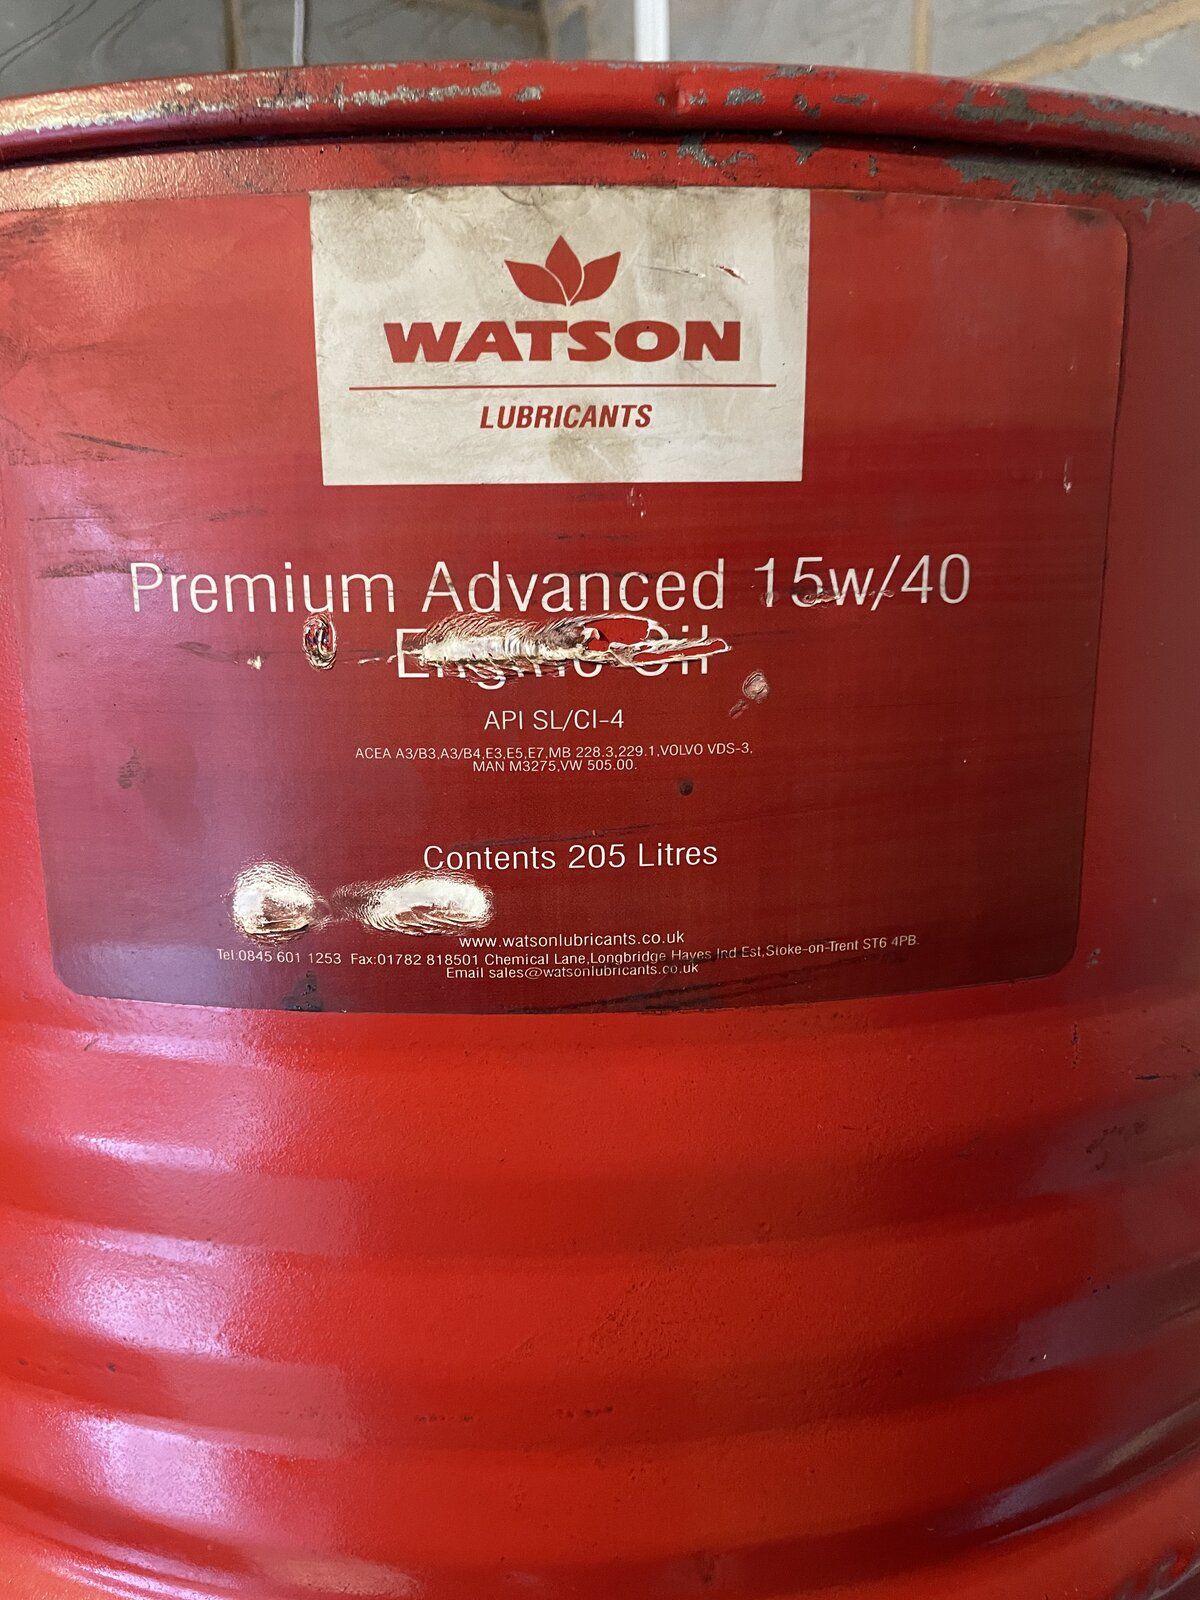 WATSON
LUBRICANTS
Premium Advanced 15w/40
Engine Oil
API SL/CI-4
ACEA A3/B3,A3/B4,E3,E5,E7,MB 228.3,229.1,VOLVO VDS-3.
MAN M3275,VW 505.00.
Contents 205 Litres
www.watsonlubricants.co.uk
Tel:0845 601 1253 Fax:01782 818501 Chemical Lane,Longbridge Hayes Ind Est,Stoke-on-Trent ST6 4PB.
Email sales@watsonlubricants.co.uk